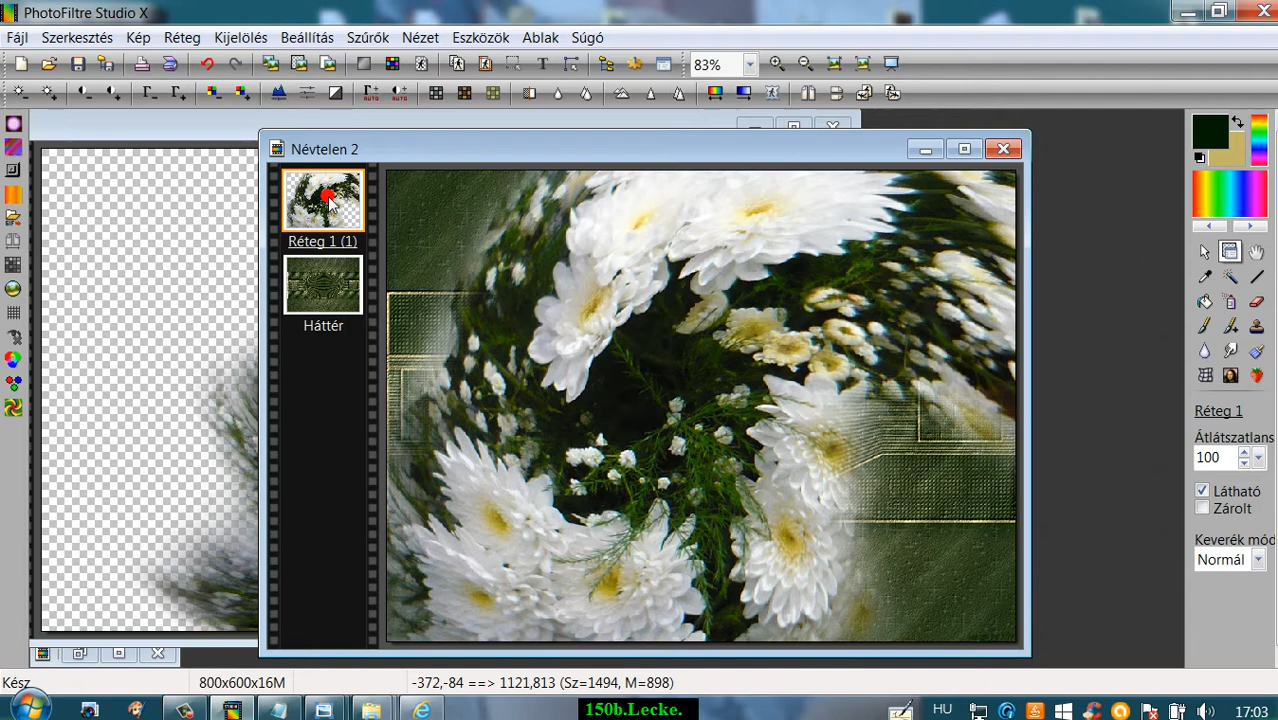 PhotoFiltre Studio X
Fájl Szerkesztés Kép Réteg Kijelölés Beállítás Szűrők Nézet Eszközök Ablak Súgó
83%
Névtelen 2
Réteg 1 (1)
Háttér
Réteg 1
Átlátszatlans
100
Látható
Zárolt
Keverék mód
Normál
Kész 800x600x16M -372,-84 ==> 1121,813 (Sz=1494, M=898)
150b.Lecke. HU 17:03